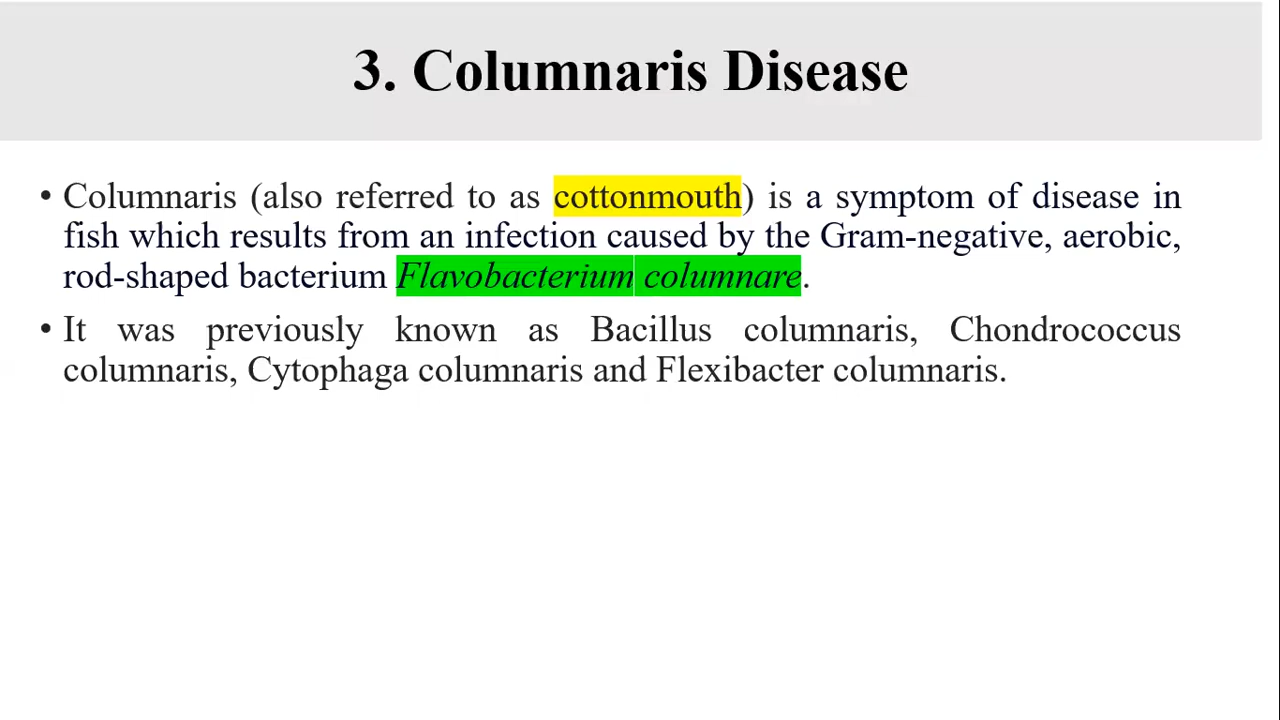 3. Columnaris Disease
• Columnaris (also referred to as cottonmouth) is a symptom of disease in
fish which results from an infection caused by the Gram-negative, aerobic,
rod-shaped bacterium Flavobacterium columnare.
• It was previously known as Bacillus columnaris, Chondrococcus
columnaris, Cytophaga columnaris and Flexibacter columnaris.